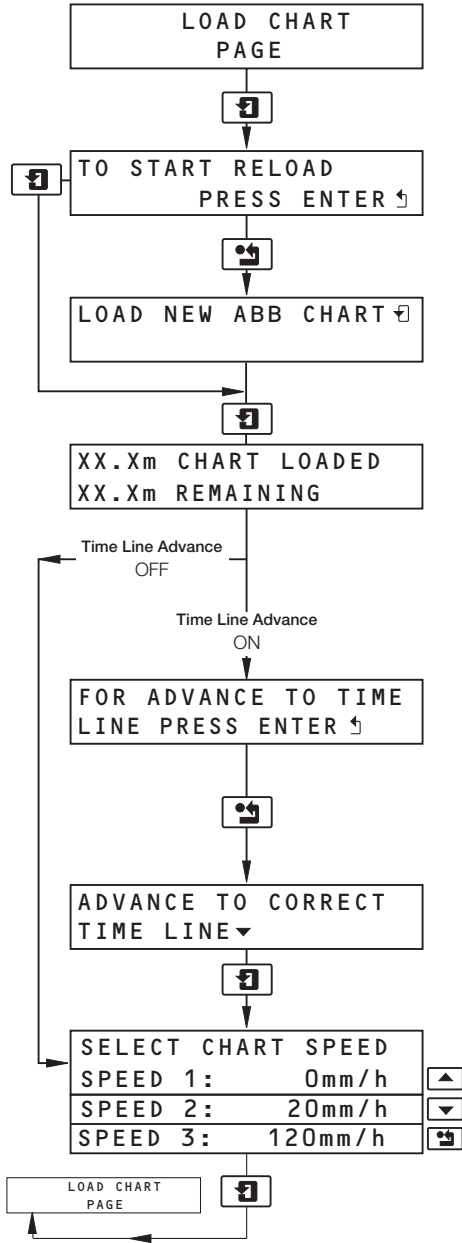 LOAD CHART
PAGE
TO START RELOAD
PRESS ENTER
LOAD NEW ABB CHART
XX.Xm CHART LOADED
XX.Xm REMAINING
Time Line Advance
OFF
Time Line Advance
ON
FOR ADVANCE TO TIME
LINE PRESS ENTER
ADVANCE TO CORRECT
TIME LINE▼
SELECT CHART SPEED
SPEED 1: 0mm/h
SPEED 2: 20mm/h
SPEED 3: 120mm/h
LOAD CHART
PAGE